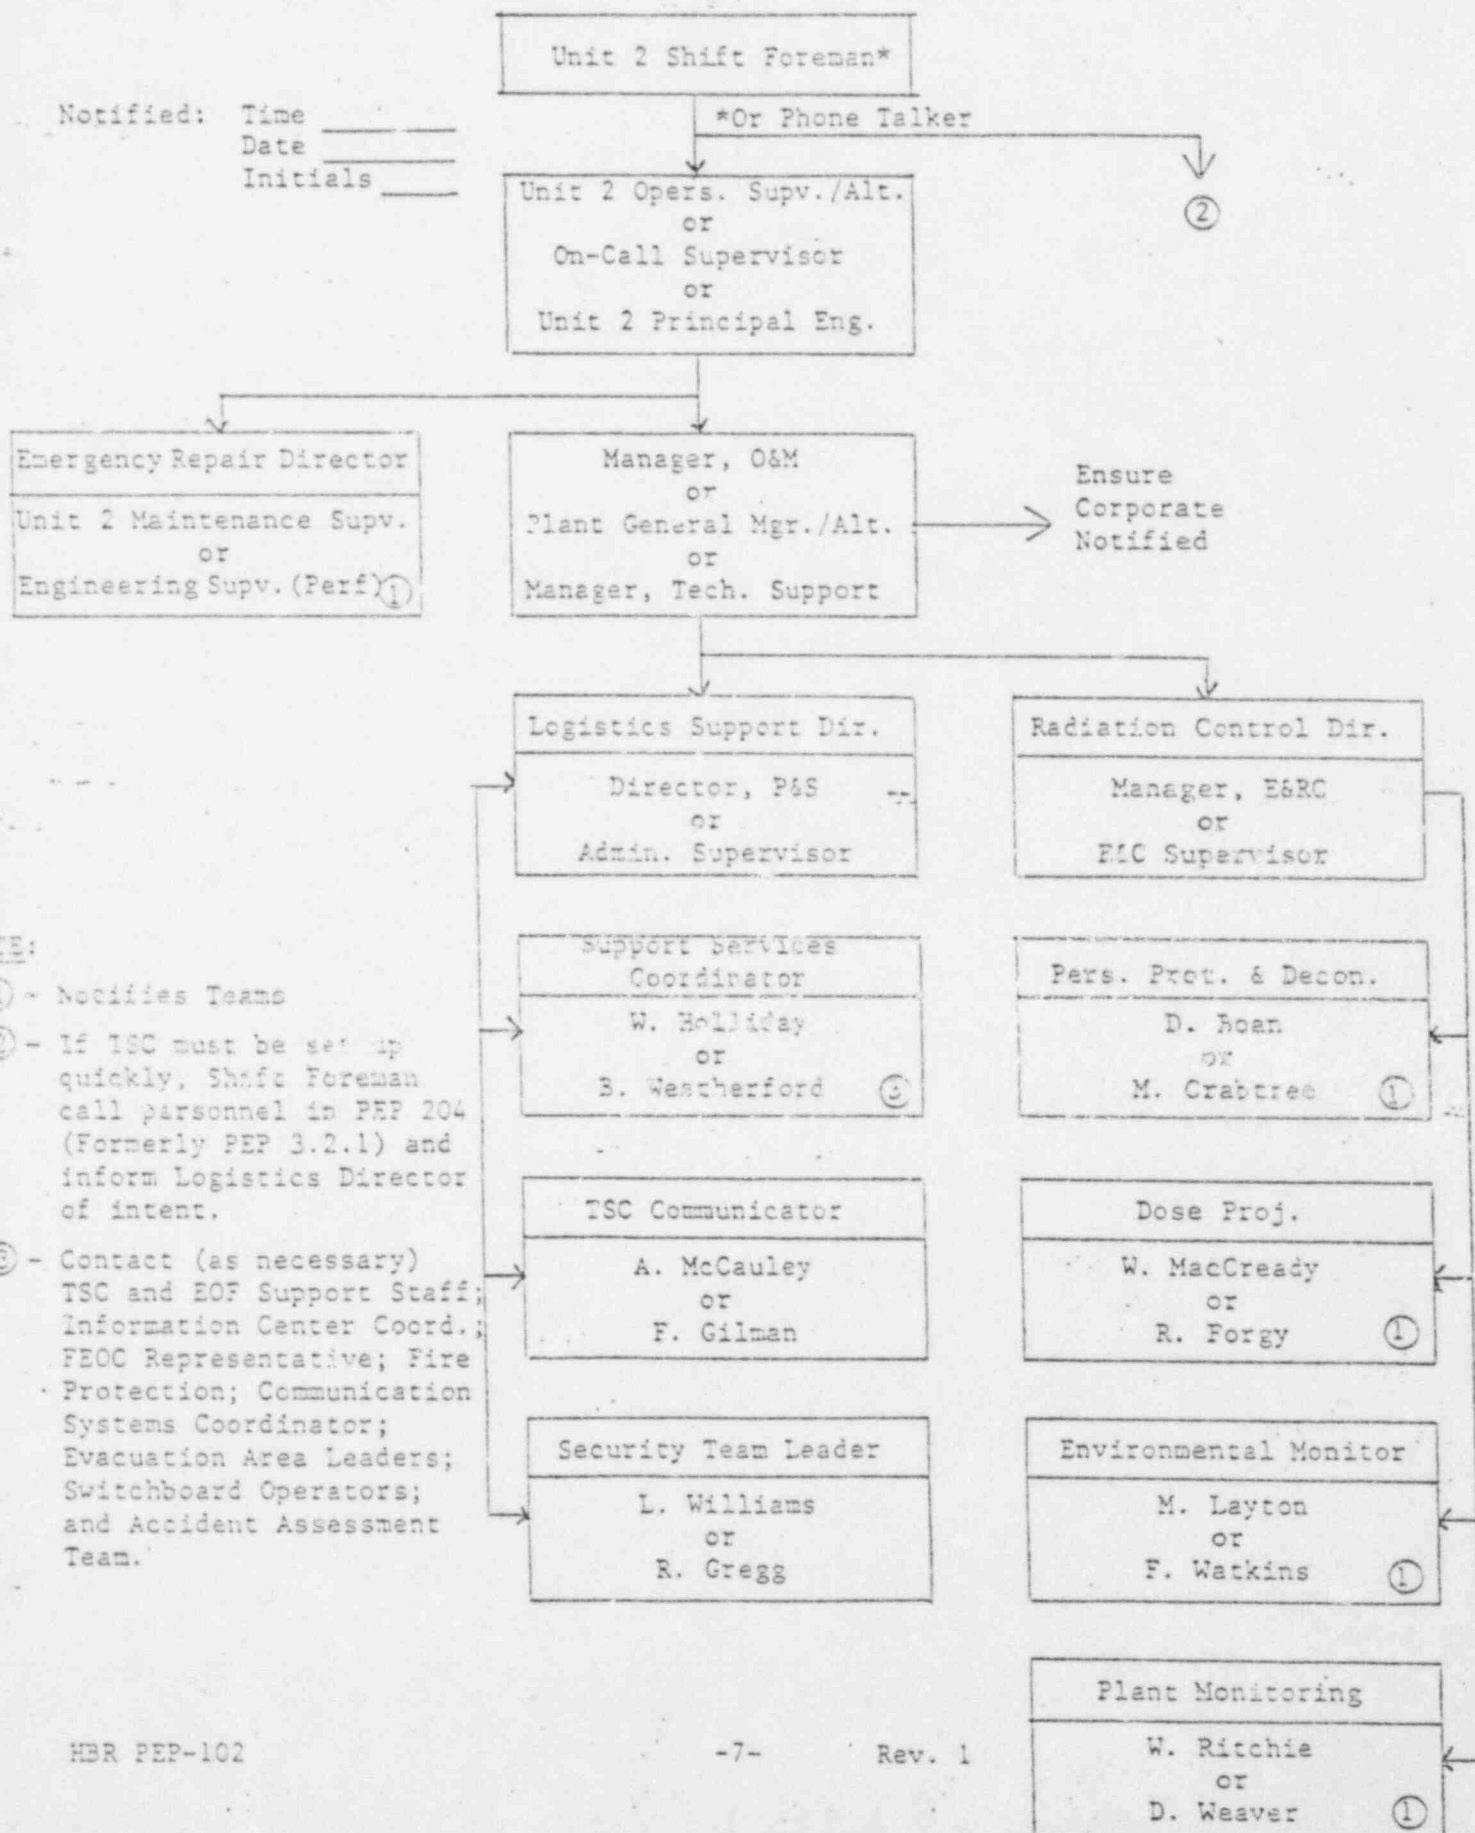 Unit 2 Shift Foreman*
Notified: Time
Date
Initials
*Or Phone Talker
②
Unit 2 Opers. Supv./Alt.
or
On-Call Supervisor
or
Unit 2 Principal Eng.
Emergency Repair Director
Unit 2 Maintenance Supv.
or
Engineering Supv. (Perf) ①
Manager, O&M
or
Plant General Mgr./Alt.
or
Manager, Tech. Support
Ensure
Corporate
Notified
Logistics Support Dir.
Director, P&S
or
Admin. Supervisor
Radiation Control Dir.
Manager, E&RC
or
E&C Supervisor
Support Services
Coordinator
W. Holliday
or
B. Weatherford ③
Pers. Prot. & Decon.
D. Boan
or
M. Crabtree ①
TSC Communicator
A. McCauley
or
F. Gilman
Dose Proj.
W. MacCready
or
R. Forgy ①
Security Team Leader
L. Williams
or
R. Gregg
Environmental Monitor
M. Layton
or
F. Watkins ①
Plant Monitoring
W. Ritchie
or
D. Weaver ①
TE:
① - Notifies Teams
② - If TSC must be set up
quickly, Shift Foreman
call personnel in PEP 204
(Formerly PEP 3.2.1) and
inform Logistics Director
of intent.
③ - Contact (as necessary)
TSC and EOF Support Staff;
Information Center Coord.;
FEOC Representative; Fire
Protection; Communication
Systems Coordinator;
Evacuation Area Leaders;
Switchboard Operators;
and Accident Assessment
Team.
HBR PEP-102
-7-
Rev. 1